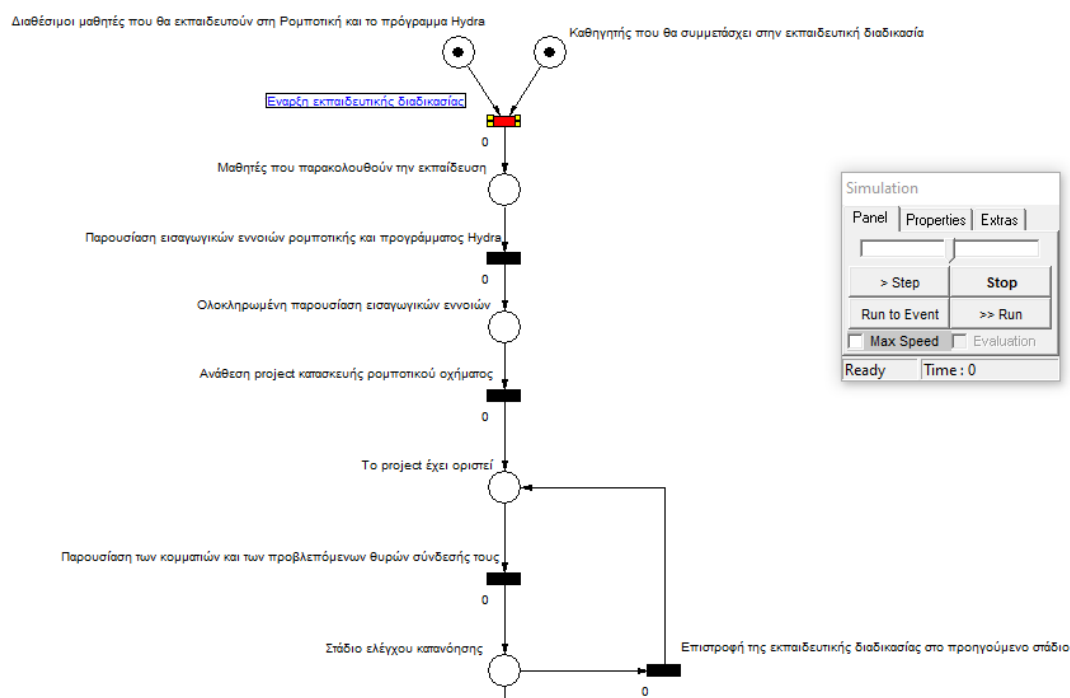 Διαθέσιμοι μαθητές που θα εκπαιδευτούν στη Ρομποτική και το πρόγραμμα Hydra
Καθηγητής που θα συμμετάσχει στην εκπαιδευτική διαδικασία
Έναρξη εκπαιδευτικής διαδικασίας
0
Μαθητές που παρακολουθούν την εκπαίδευση
Παρουσίαση εισαγωγικών εννοιών ρομποτικής και προγράμματος Hydra
0
Ολοκληρωμένη παρουσίαση εισαγωγικών εννοιών
Ανάθεση project κατασκευής ρομποτικού οχήματος
0
Το project έχει οριστεί
Παρουσίαση των κομματιών και των προβλεπόμενων θυρών σύνδεσής τους
0
Στάδιο ελέγχου κατανόησης
Επιστροφή της εκπαιδευτικής διαδικασίας στο προηγούμενο στάδιο
0
Simulation
Panel Properties Extras
> Step Stop
Run to Event >> Run
Max Speed Evaluation
Ready Time : 0